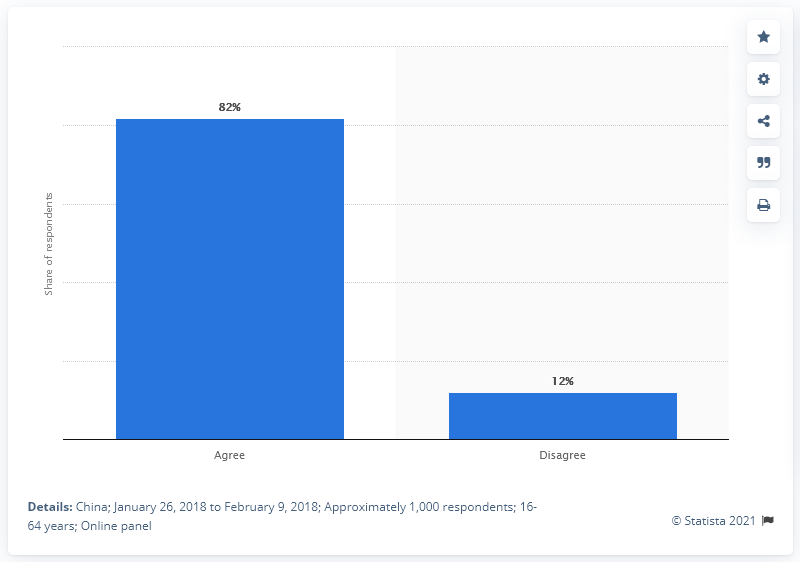 82%
12%
Share of respondents
Agree
Disagree
Details: China; January 26, 2018 to February 9, 2018; Approximately 1,000 respondents; 16-
64 years; Online panel
© Statista 2021